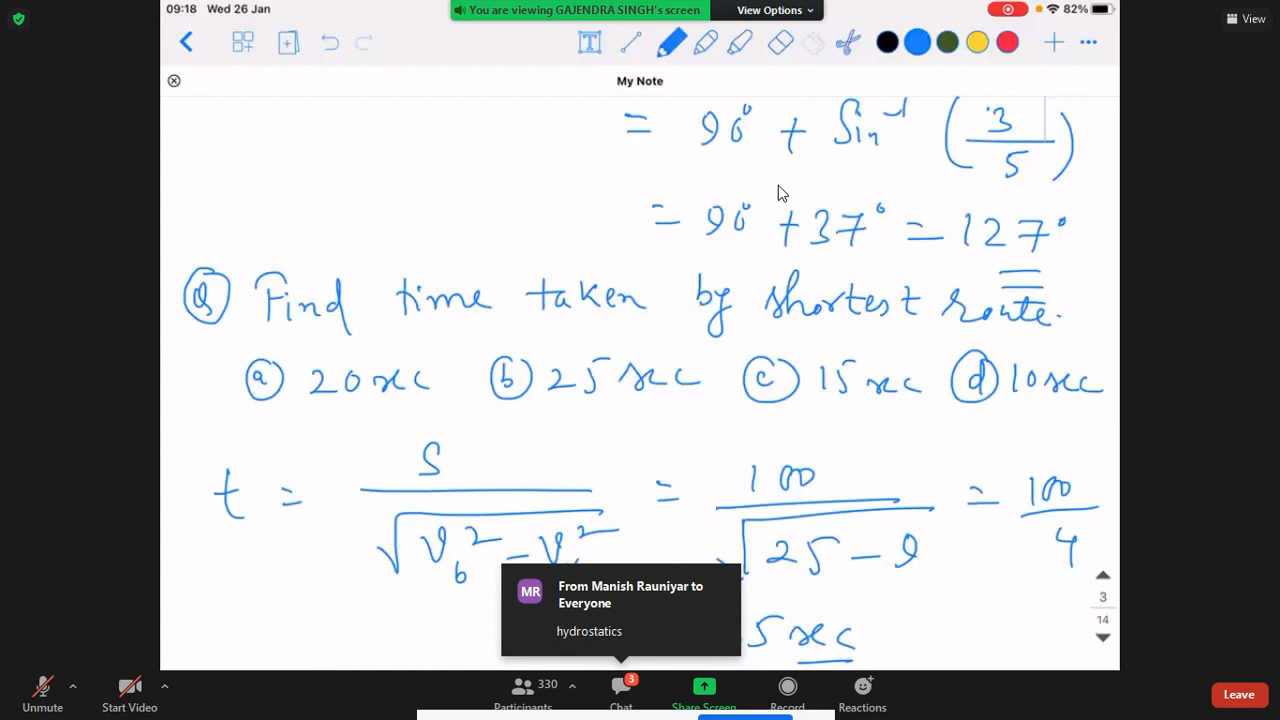 09:18 Wed 26 Jan
You are viewing GAJENDRA SINGH's screen
View Options
82%
View
My Note
= 90° + Sin⁻¹ (3/5)
= 90° + 37° = 127°
Q Find time taken by shortest route.
a 20 sec b 25 sec c 15 sec d 10 sec
t = S / √(V_b² - V ²) = 100 / √(25 - 9) = 100/4
5 sec
From Manish Rauniyar to
Everyone
hydrostatics
3
14
330
3
Unmute
Start Video
Participants
Chat
Share Screen
Record
Reactions
Leave